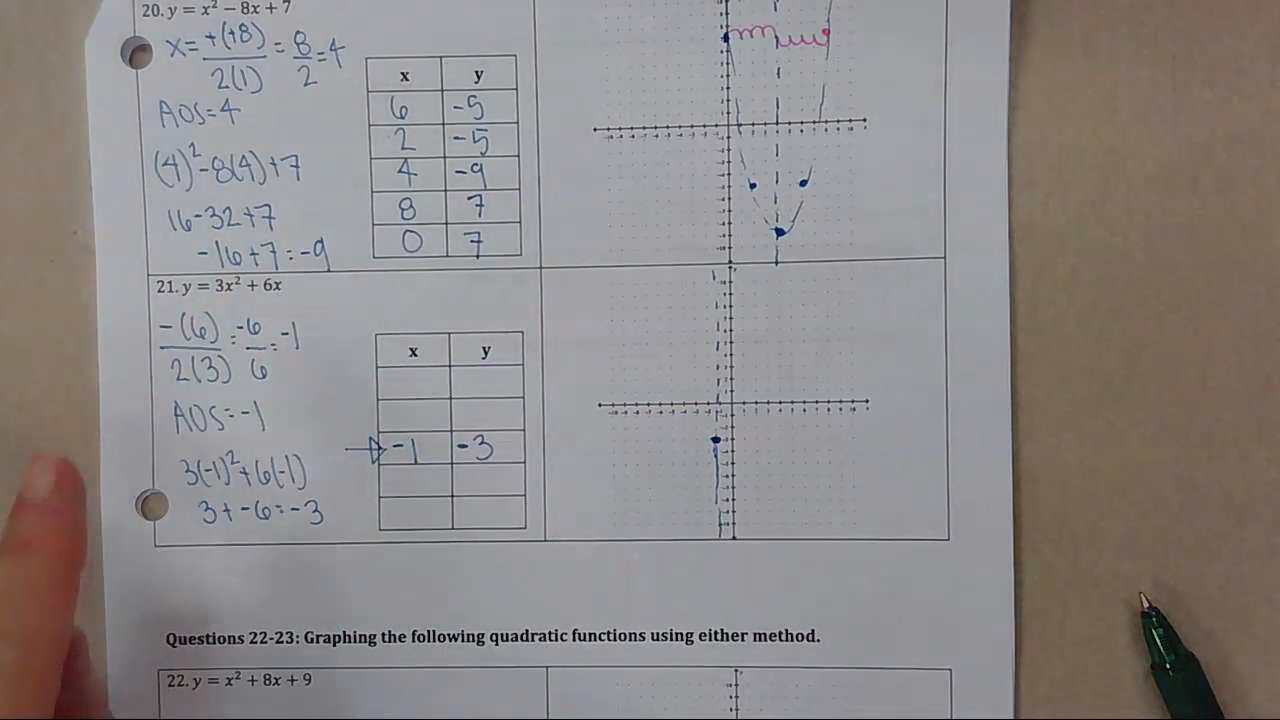 20. y = x² − 8x + 7
x = +(+8) / 2(1) = 8/2 = 4
AOS = 4
(4)² - 8(4) + 7
16 - 32 + 7
-16 + 7 = -9
x y
6 -5
2 -5
4 -9
8 7
0 7
21. y = 3x² + 6x
-(6) / 2(3) = -6/6 = -1
AOS = -1
3(-1)² + 6(-1)
3 + -6 = -3
x y
-1 -3
Questions 22-23: Graphing the following quadratic functions using either method.
22. y = x² + 8x + 9